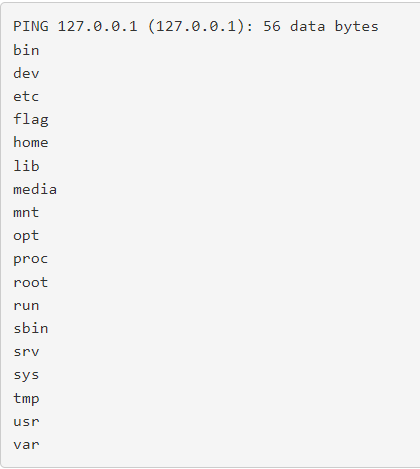 PING 127.0.0.1 (127.0.0.1): 56 data bytes
bin
dev
etc
flag
home
lib
media
mnt
opt
proc
root
run
sbin
srv
sys
tmp
usr
var